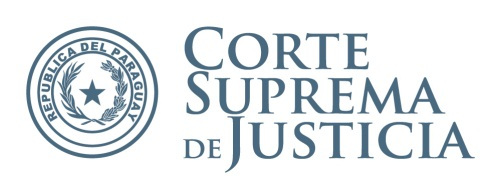 REPUBLICA DEL PARAGUAY
CORTE
SUPREMA
DE JUSTICIA